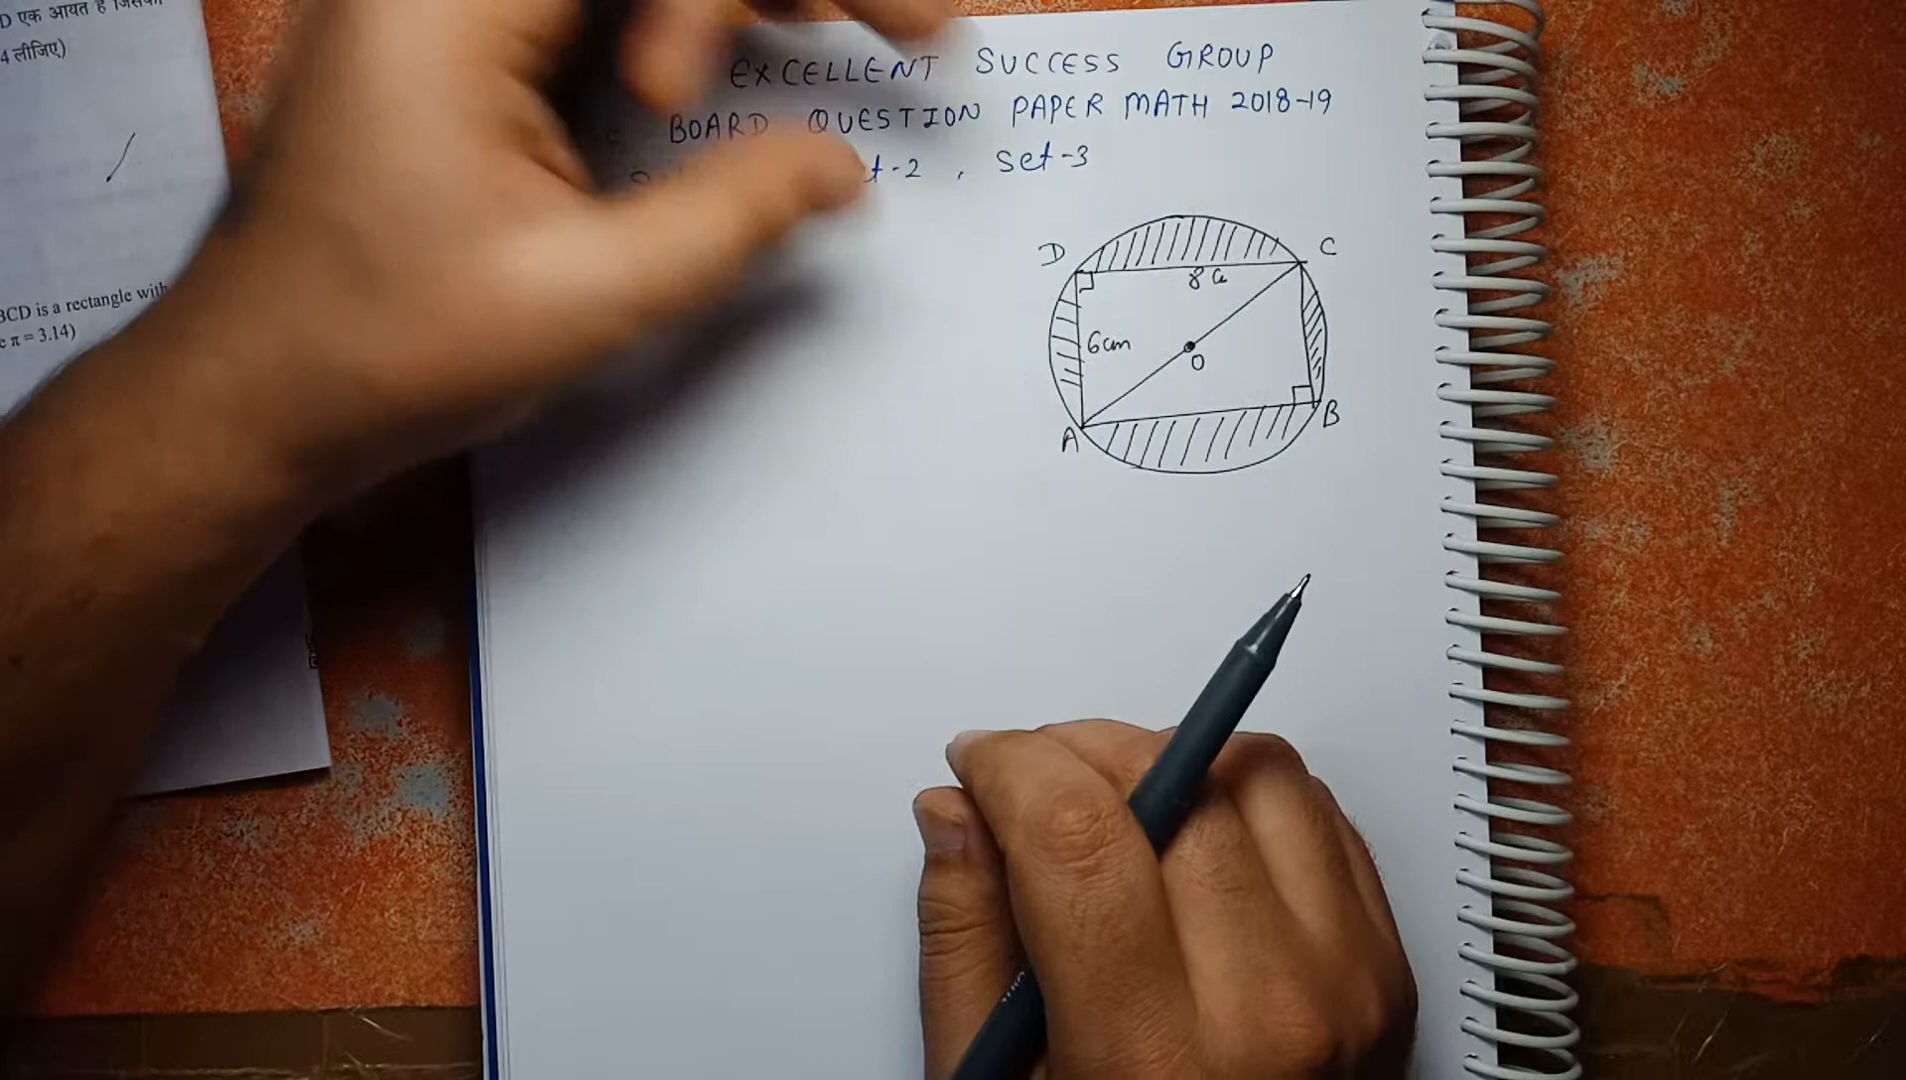 D एक आयत है जिसकी
4 लीजिए)
BCD is a rectangle with
π = 3.14)
EXCELLENT SUCCESS GROUP
BOARD QUESTION PAPER MATH 2018-19
t-2 , Set-3
D
C
8 c
6cm
O
A
B